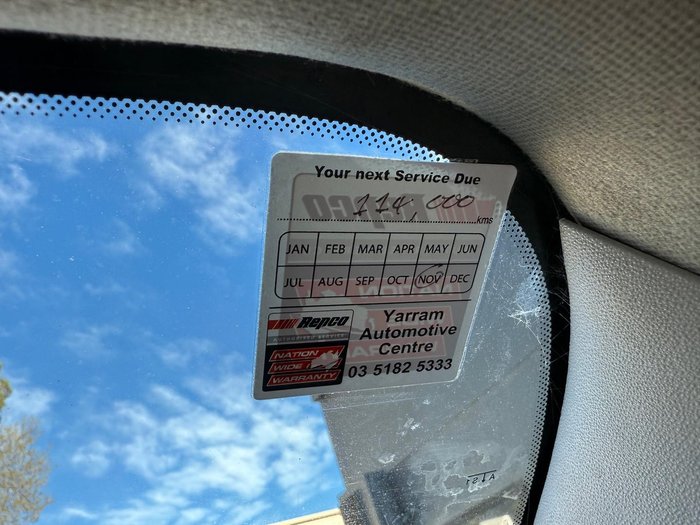 Your next Service Due
114,000
kms
JAN FEB MAR APR MAY JUN
JUL AUG SEP OCT NOV DEC
Repco
NATION
WIDE
WARRANTY
Yarram
Automotive
Centre
03 5182 5333